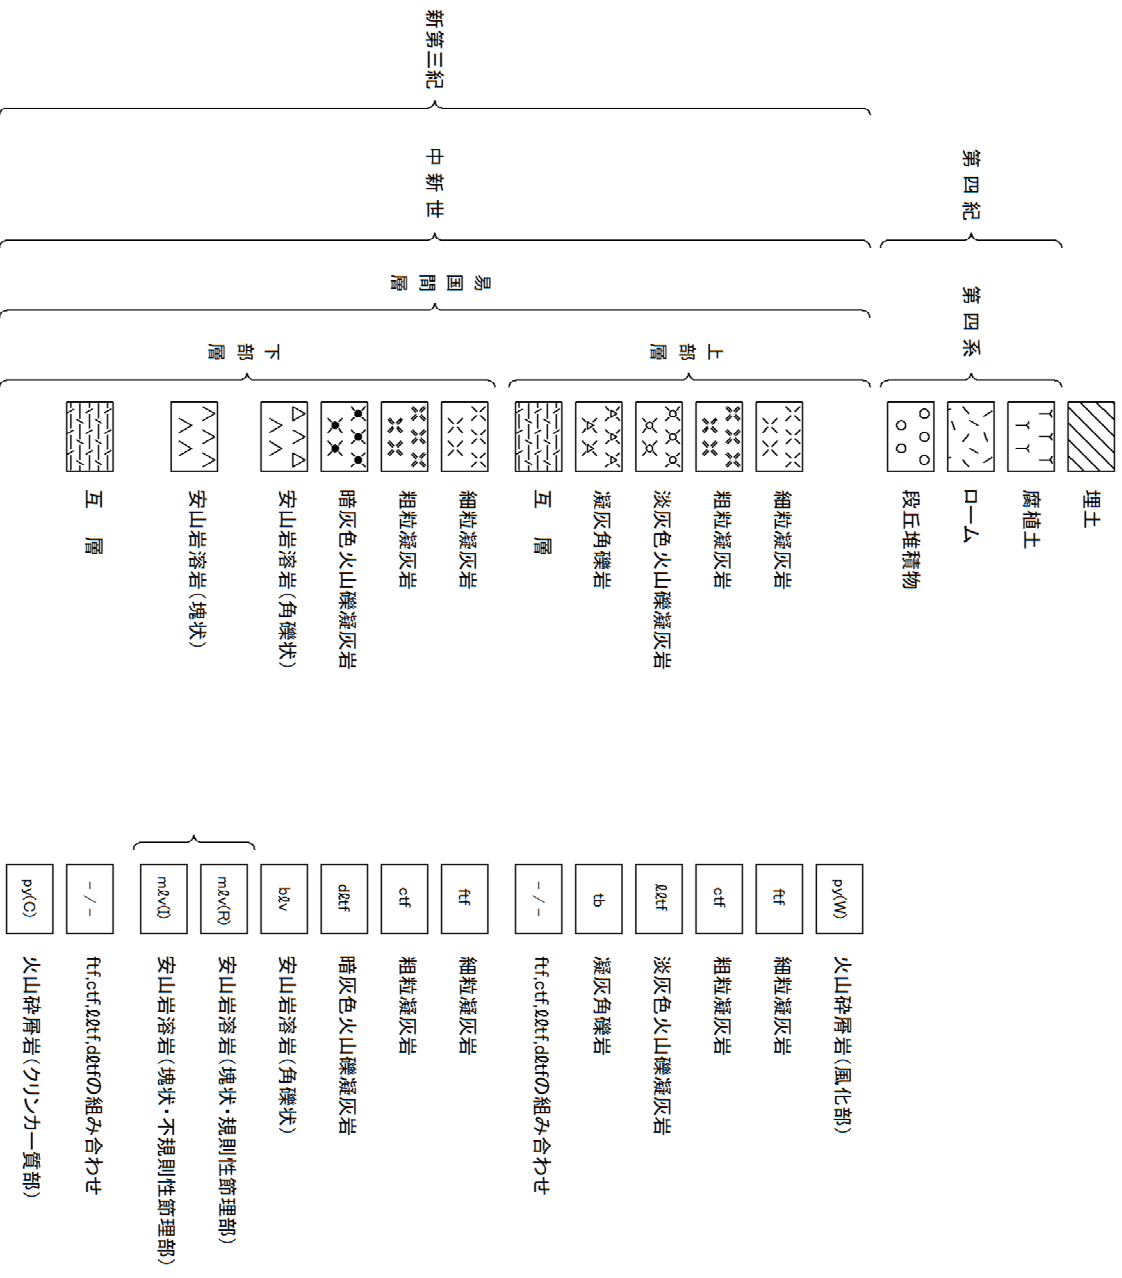 埋土
第四紀
第四系
腐植土
ローム
段丘堆積物
新第三紀
中新世
易国間層
上部層
py(W) 火山砕屑岩(風化部)
細粒凝灰岩 ftf 細粒凝灰岩
粗粒凝灰岩 ctf 粗粒凝灰岩
淡灰色火山礫凝灰岩 ℓℓtf 淡灰色火山礫凝灰岩
凝灰角礫岩 tb 凝灰角礫岩
互 層 - / - ftf,ctf,ℓℓtf,dℓtfの組み合わせ
下部層
細粒凝灰岩 ftf 細粒凝灰岩
粗粒凝灰岩 ctf 粗粒凝灰岩
暗灰色火山礫凝灰岩 dℓtf 暗灰色火山礫凝灰岩
安山岩溶岩(角礫状) bℓv 安山岩溶岩(角礫状)
安山岩溶岩(塊状) mℓv(R) 安山岩溶岩(塊状・規則性節理部)
mℓv(I) 安山岩溶岩(塊状・不規則性節理部)
互 層 - / - ftf,ctf,ℓℓtf,dℓtfの組み合わせ
py(C) 火山砕屑岩(クリンカー質部)